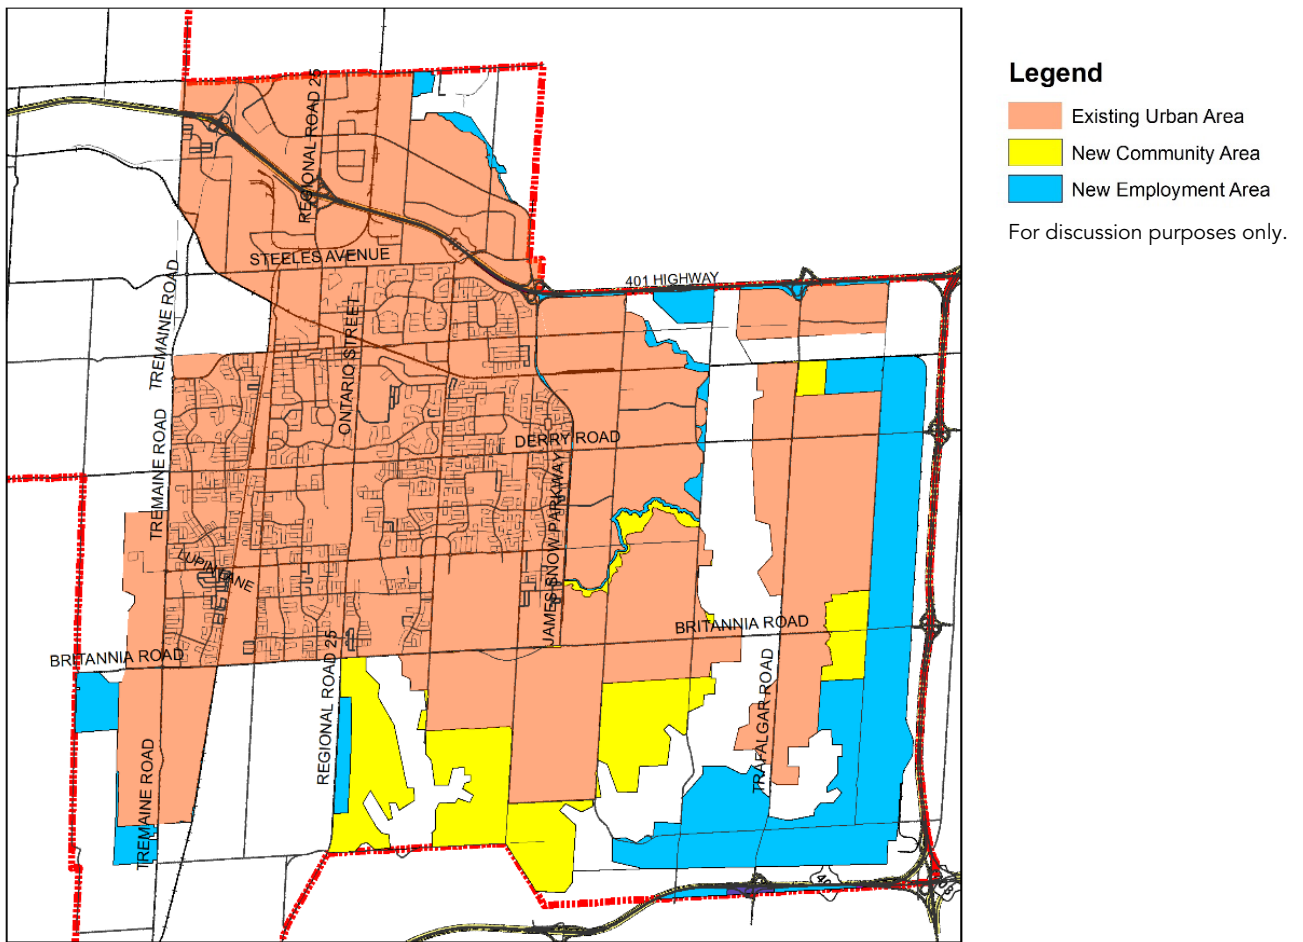 Legend
Existing Urban Area
New Community Area
New Employment Area
For discussion purposes only.
REGIONAL ROAD 25
401
STEELES AVENUE
401 HIGHWAY
TREMAINE ROAD
ONTARIO STREET
TREMAINE ROAD
DERRY ROAD
JAMES SNOW PARKWAY
LUPIN LANE
BRITANNIA ROAD
BRITANNIA ROAD
REGIONAL ROAD 25
TRAFALGAR ROAD
TREMAINE ROAD